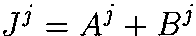 J^j = A^j + B^j